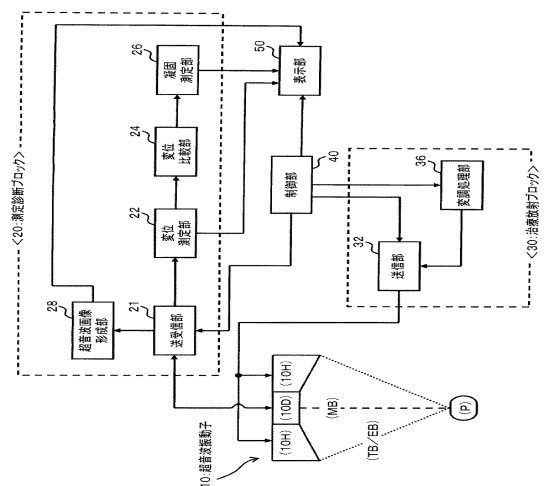 <20:測定診断ブロック>
28
超音波画像
形成部
21
送受信部
22
変位
測定部
24
変位
比較部
26
凝固
測定部
50
表示部
40
制御部
32
送信部
36
変調処理部
<30:治療放射ブロック>
10:超音波振動子
(10H)
(10D)
(10H)
(MB)
(TB/EB)
(P)